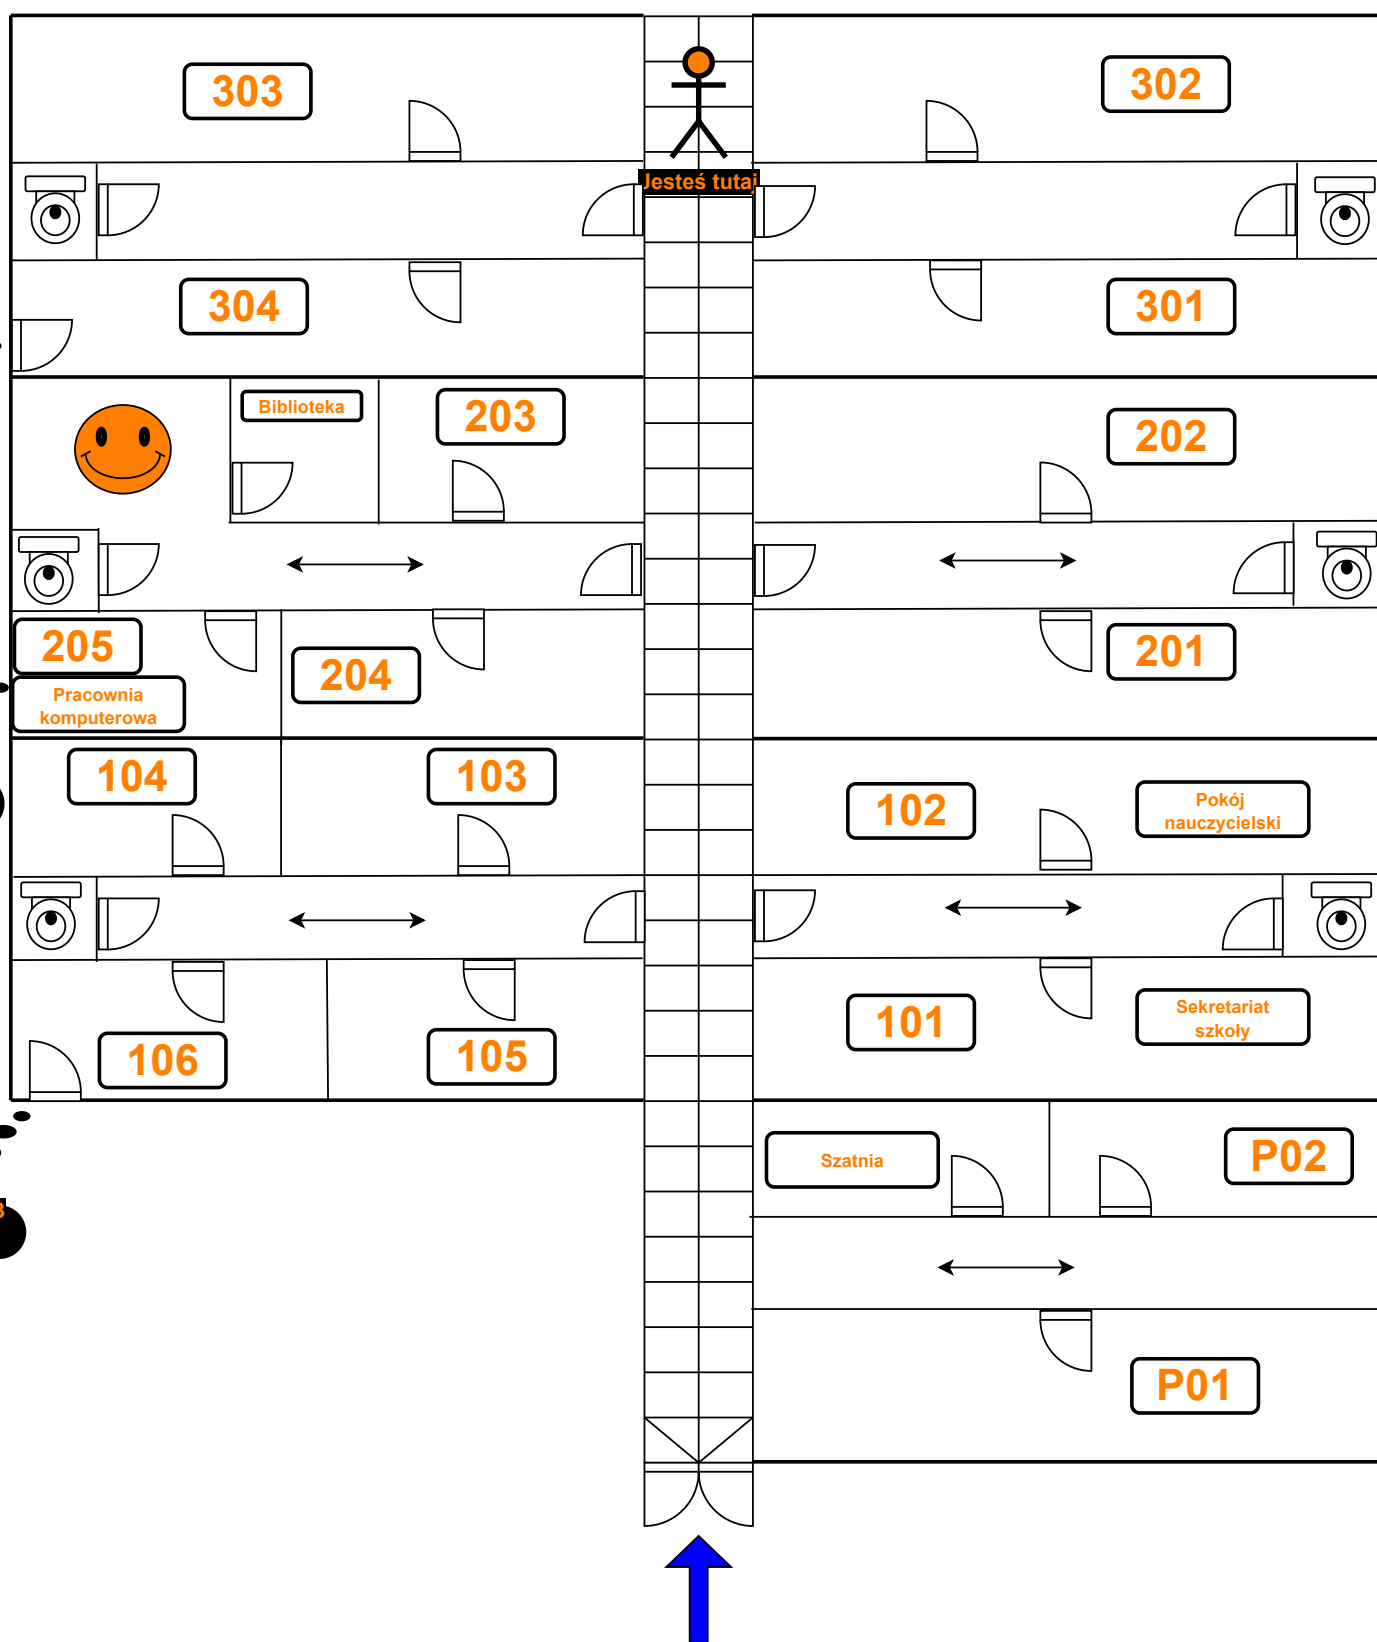 303
302
Jesteś tutaj
304
301
Biblioteka
203
202
205
Pracownia
komputerowa
204
201
104
103
102
Pokój
nauczycielski
106
105
101
Sekretariat
szkoły
Szatnia
P02
P01